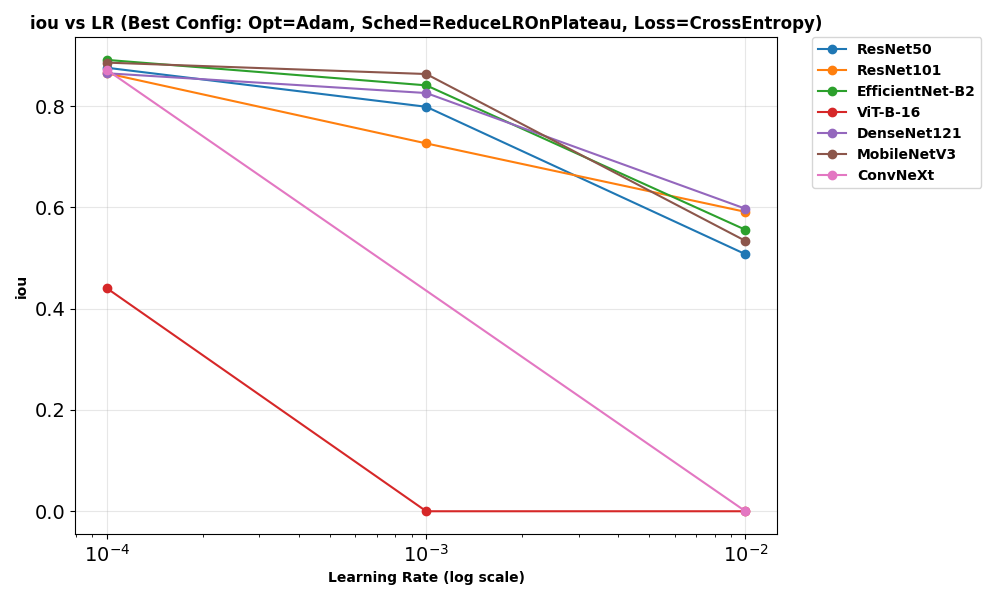 iou vs LR (Best Config: Opt=Adam, Sched=ReduceLROnPlateau, Loss=CrossEntropy)
ResNet50
ResNet101
EfficientNet-B2
ViT-B-16
DenseNet121
MobileNetV3
ConvNeXt
iou
0.8
0.6
0.4
0.2
0.0
10⁻⁴ 10⁻³ 10⁻²
Learning Rate (log scale)